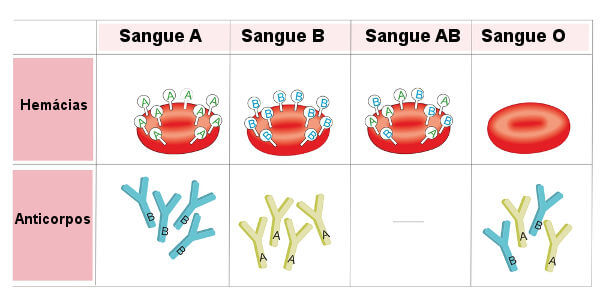 Sangue A Sangue B Sangue AB Sangue O
Hemácias
A A A A A A A A
B B B B B B B B
B A B A A B B A
Anticorpos
B B B B
A A A A
A B B A